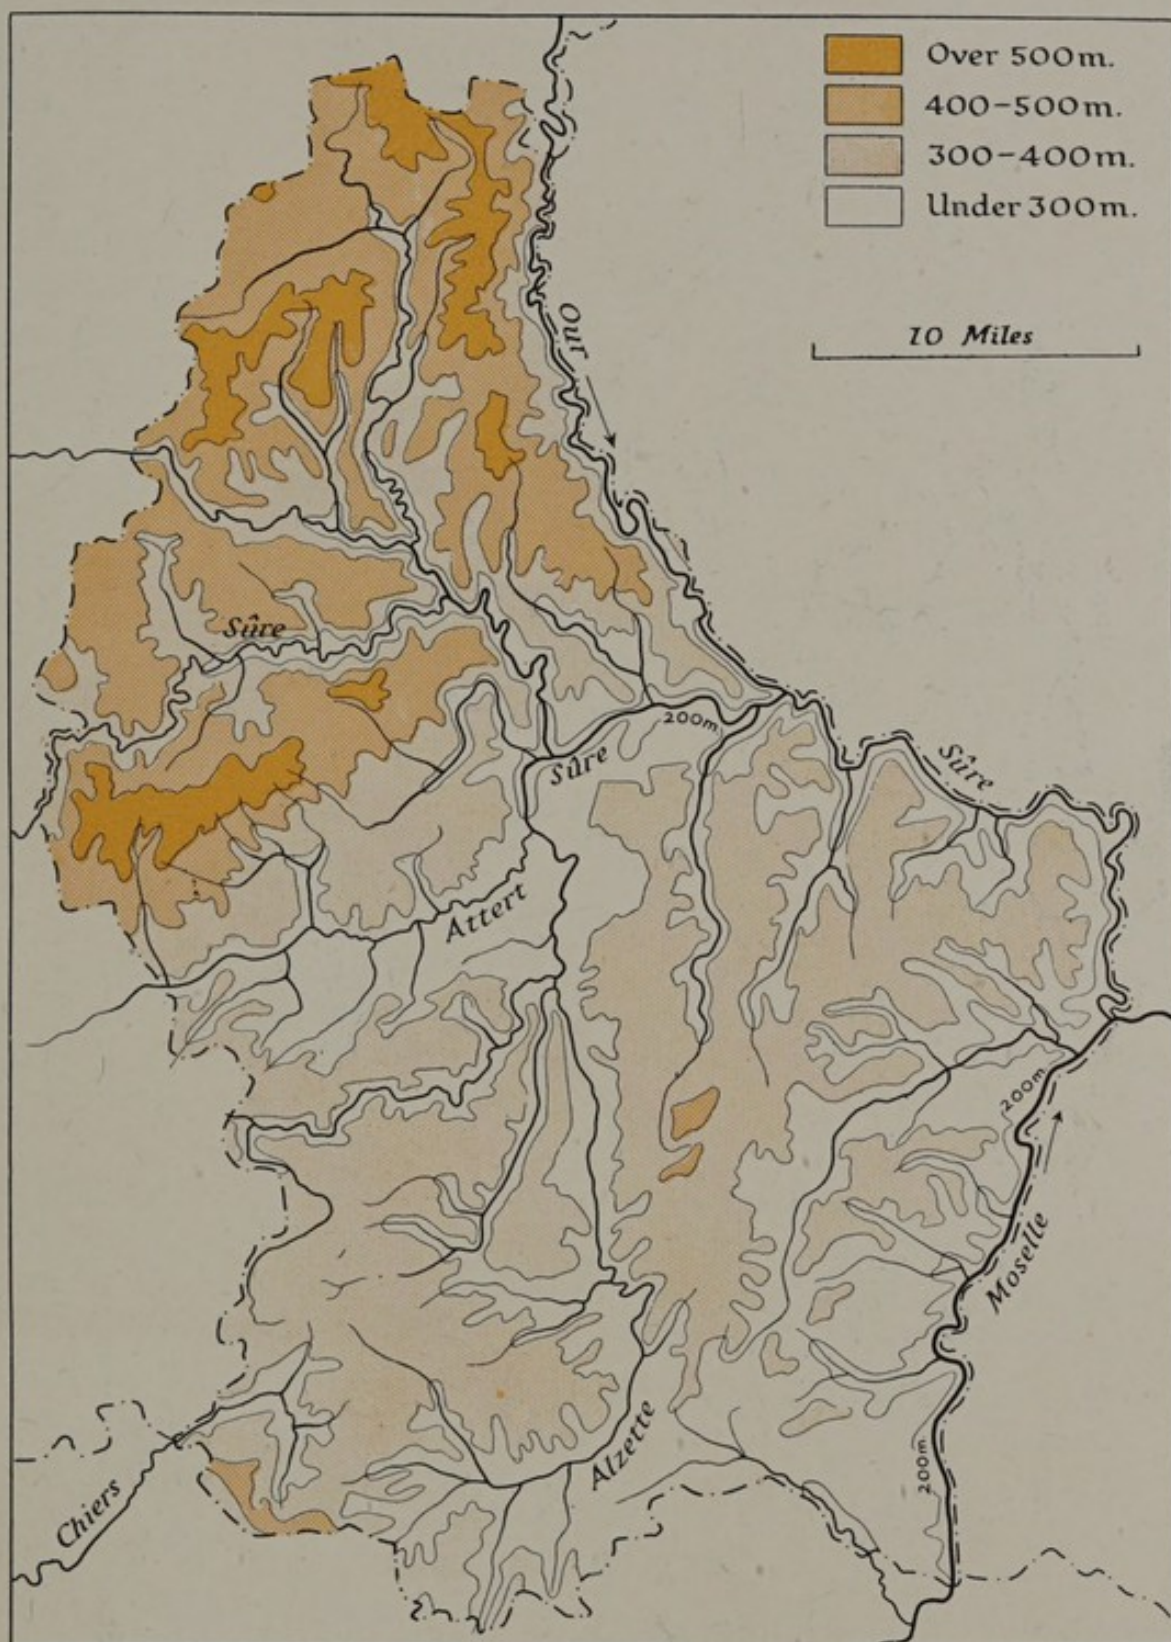 Over 500m.
400-500m.
300-400m.
Under 300m.
10 Miles
Our
Sûre
200m.
Sûre
Sûre
Attert
200m.
Moselle
Alzette
200m.
Chiers